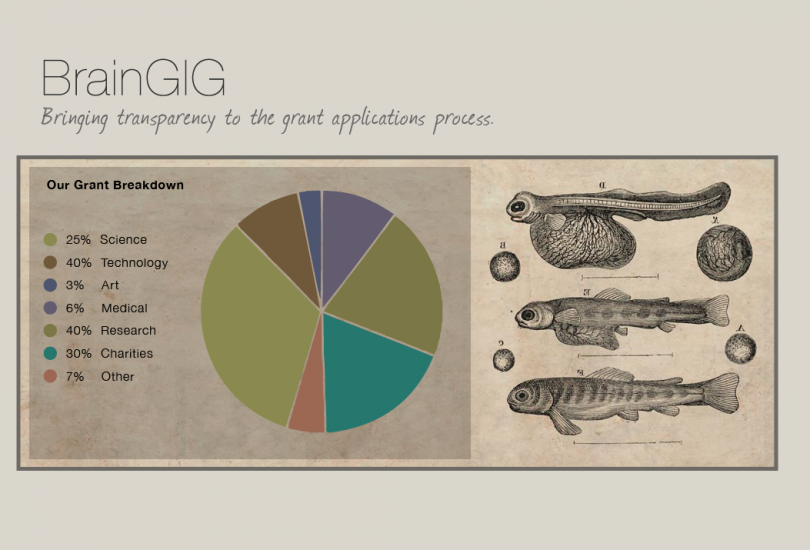 BrainGIG
Bringing transparency to the grant applications process.
Our Grant Breakdown
25% Science
40% Technology
3% Art
6% Medical
40% Research
30% Charities
7% Other
D
B
E
C
A